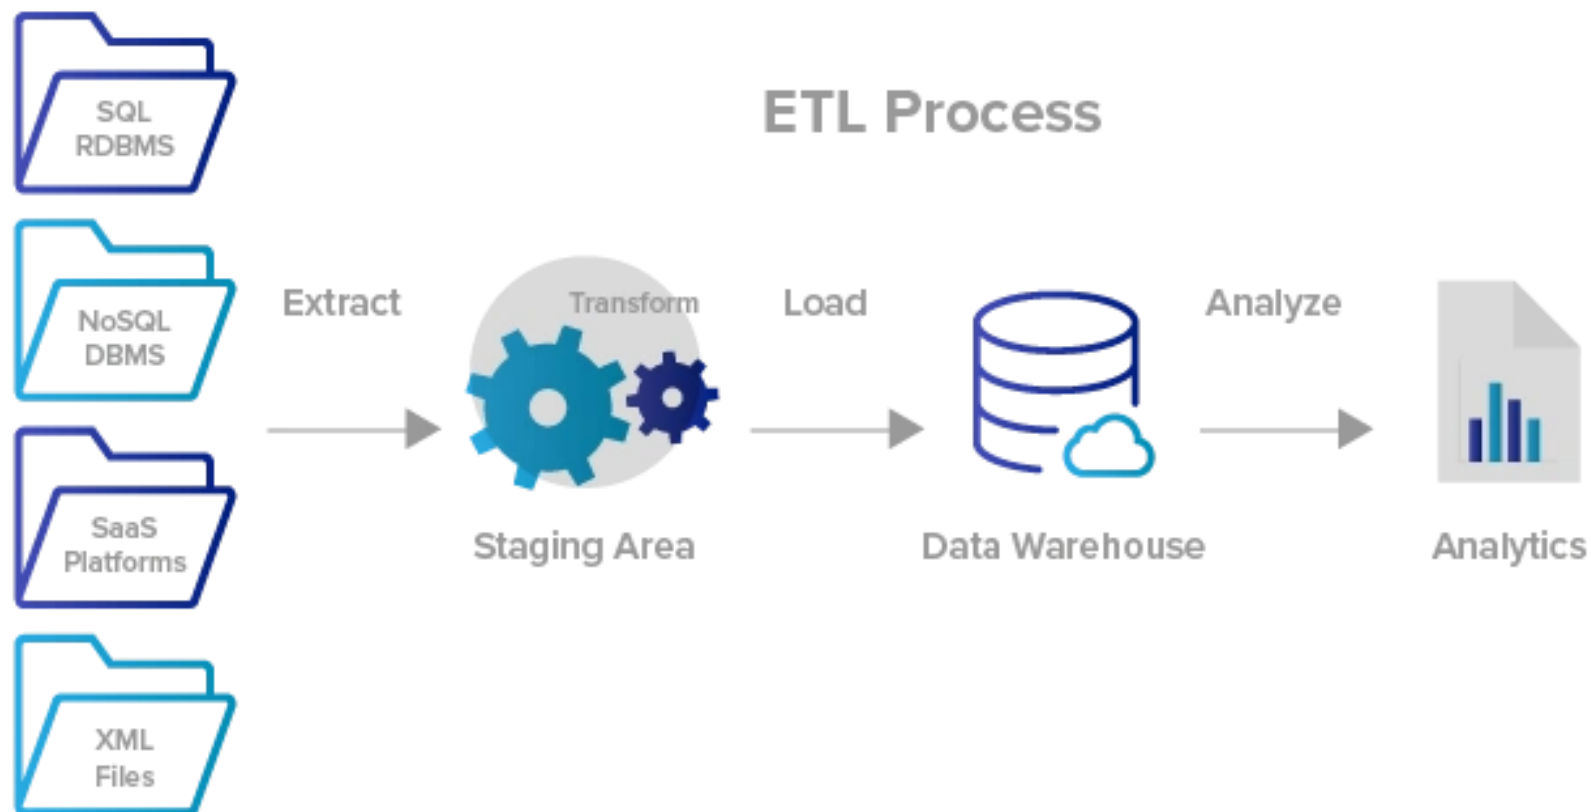 SQL
RDBMS
ETL Process
NoSQL
DBMS
Extract
Transform
Load
Analyze
SaaS
Platforms
Staging Area
Data Warehouse
Analytics
XML
Files